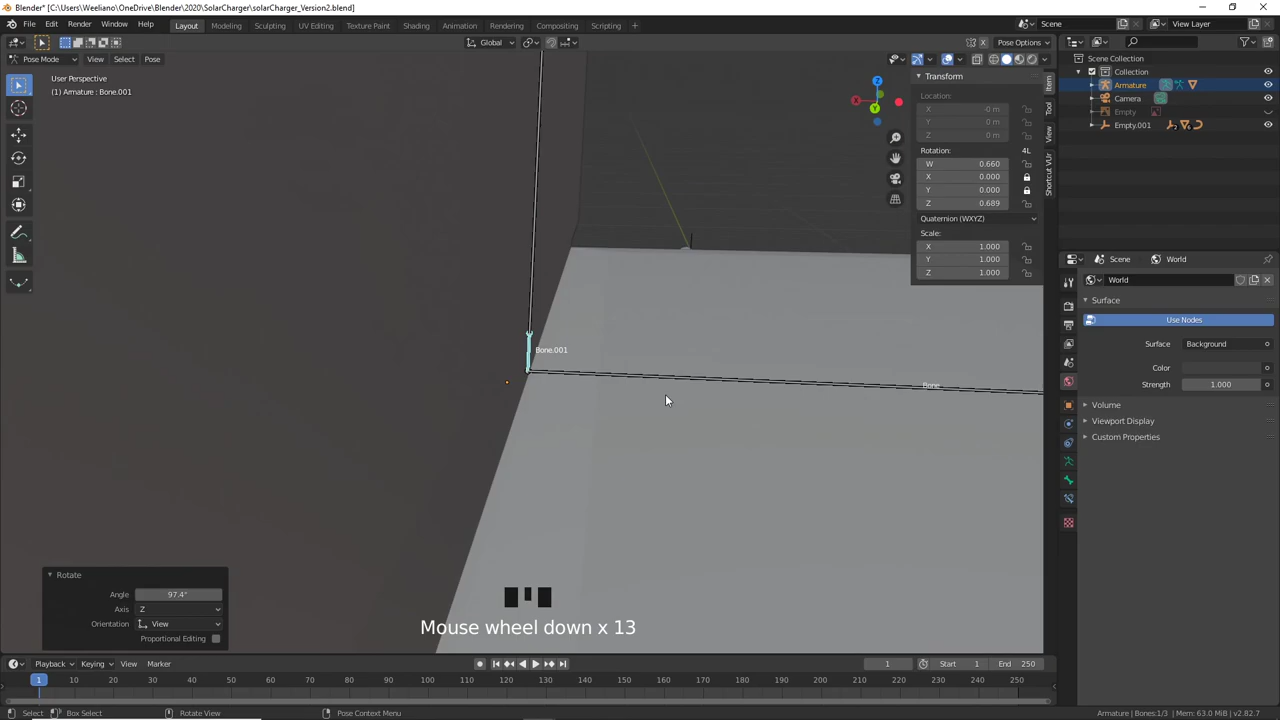 Blender* [C:\Users\Weeliano\OneDrive\Blender\2020\SolarCharger\solarCharger_Version2.blend]
File Edit Render Window Help Layout Modeling Sculpting UV Editing Texture Paint Shading Animation Rendering Compositing Scripting + Scene View Layer
Global Pose Options
Pose Mode View Select Pose
User Perspective
(1) Armature : Bone.001
Scene Collection
Collection
Armature
Camera
Empty
Empty.001
Z
X
Y
Item
Tool
View
Shortcut VUr
Transform
Location:
X -0 m
Y 0 m
Z 0 m
Rotation: 4L
W 0.660
X 0.000
Y 0.000
Z 0.689
Quaternion (WXYZ)
Scale:
X 1.000
Y 1.000
Z 1.000
Scene World
World
Surface
Use Nodes
Surface Background
Color
Strength 1.000
Volume
Viewport Display
Custom Properties
Bone.001
Bone
Rotate
Angle 97.4°
Axis Z
Orientation View
Proportional Editing
Mouse wheel down x 13
Playback Keying View Marker 1 Start 1 End 250
1 10 20 30 40 50 60 70 80 90 100 110 120 130 140 150 160 170 180 190 200 210 220 230 240 250
Select Box Select Rotate View Pose Context Menu Armature | Bones:1/3 | Mem: 63.0 MiB | v2.82.7